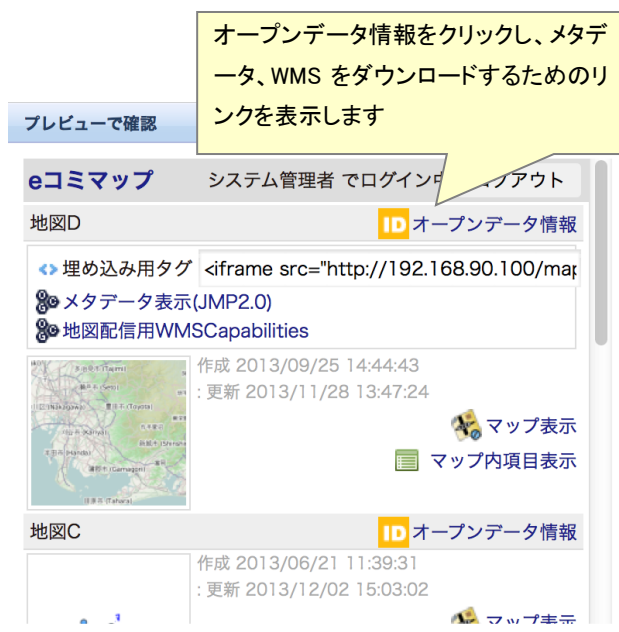 オープンデータ情報をクリックし、メタデ
ータ、WMS をダウンロードするためのリ
ンクを表示します
プレビューで確認
eコミマップ
システム管理者 でログイン中
ログアウト
地図D
ID オープンデータ情報
埋め込み用タグ <iframe src="http://192.168.90.100/map
メタデータ表示(JMP2.0)
地図配信用WMSCapabilities
作成 2013/09/25 14:44:43
: 更新 2013/11/28 13:47:24
マップ表示
マップ内項目表示
地図C
ID オープンデータ情報
作成 2013/06/21 11:39:31
: 更新 2013/12/02 15:03:02
マップ表示